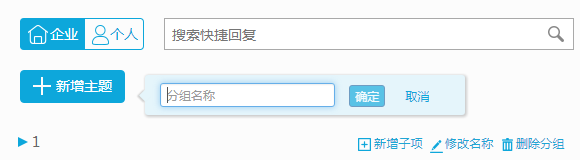 企业 个人 搜索快捷回复
新增主题 分组名称 确定 取消
1 新增子项 修改名称 删除分组